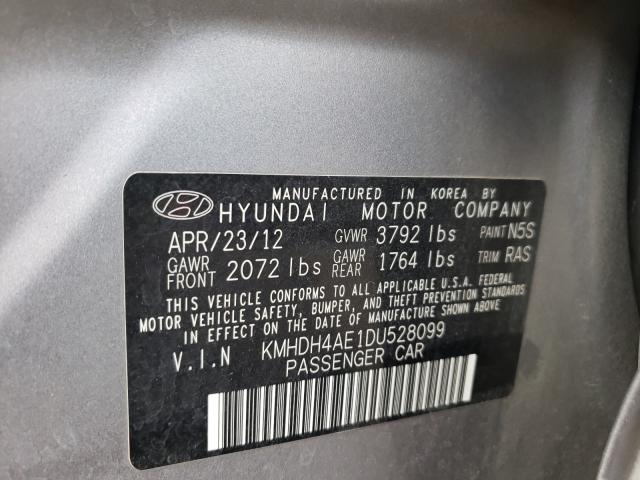 MANUFACTURED IN KOREA BY
HYUNDAI MOTOR COMPANY
APR/23/12 GVWR 3792 lbs PAINT N5S
GAWR FRONT 2072 lbs GAWR REAR 1764 lbs TRIM RAS
THIS VEHICLE CONFORMS TO ALL APPLICABLE U.S.A. FEDERAL
MOTOR VEHICLE SAFETY, BUMPER, AND THEFT PREVENTION STANDARDS
IN EFFECT ON THE DATE OF MANUFACTURE SHOWN ABOVE
V.I.N KMHDH4AE1DU528099
PASSENGER CAR